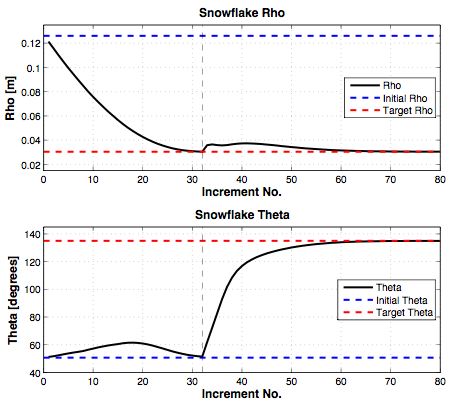 Snowflake Rho
Rho [m]
0.12
0.1
0.08
0.06
0.04
0.02
Rho
Initial Rho
Target Rho
0 10 20 30 40 50 60 70 80
Increment No.
Snowflake Theta
Theta [degrees]
140
120
100
80
60
40
Theta
Initial Theta
Target Theta
0 10 20 30 40 50 60 70 80
Increment No.